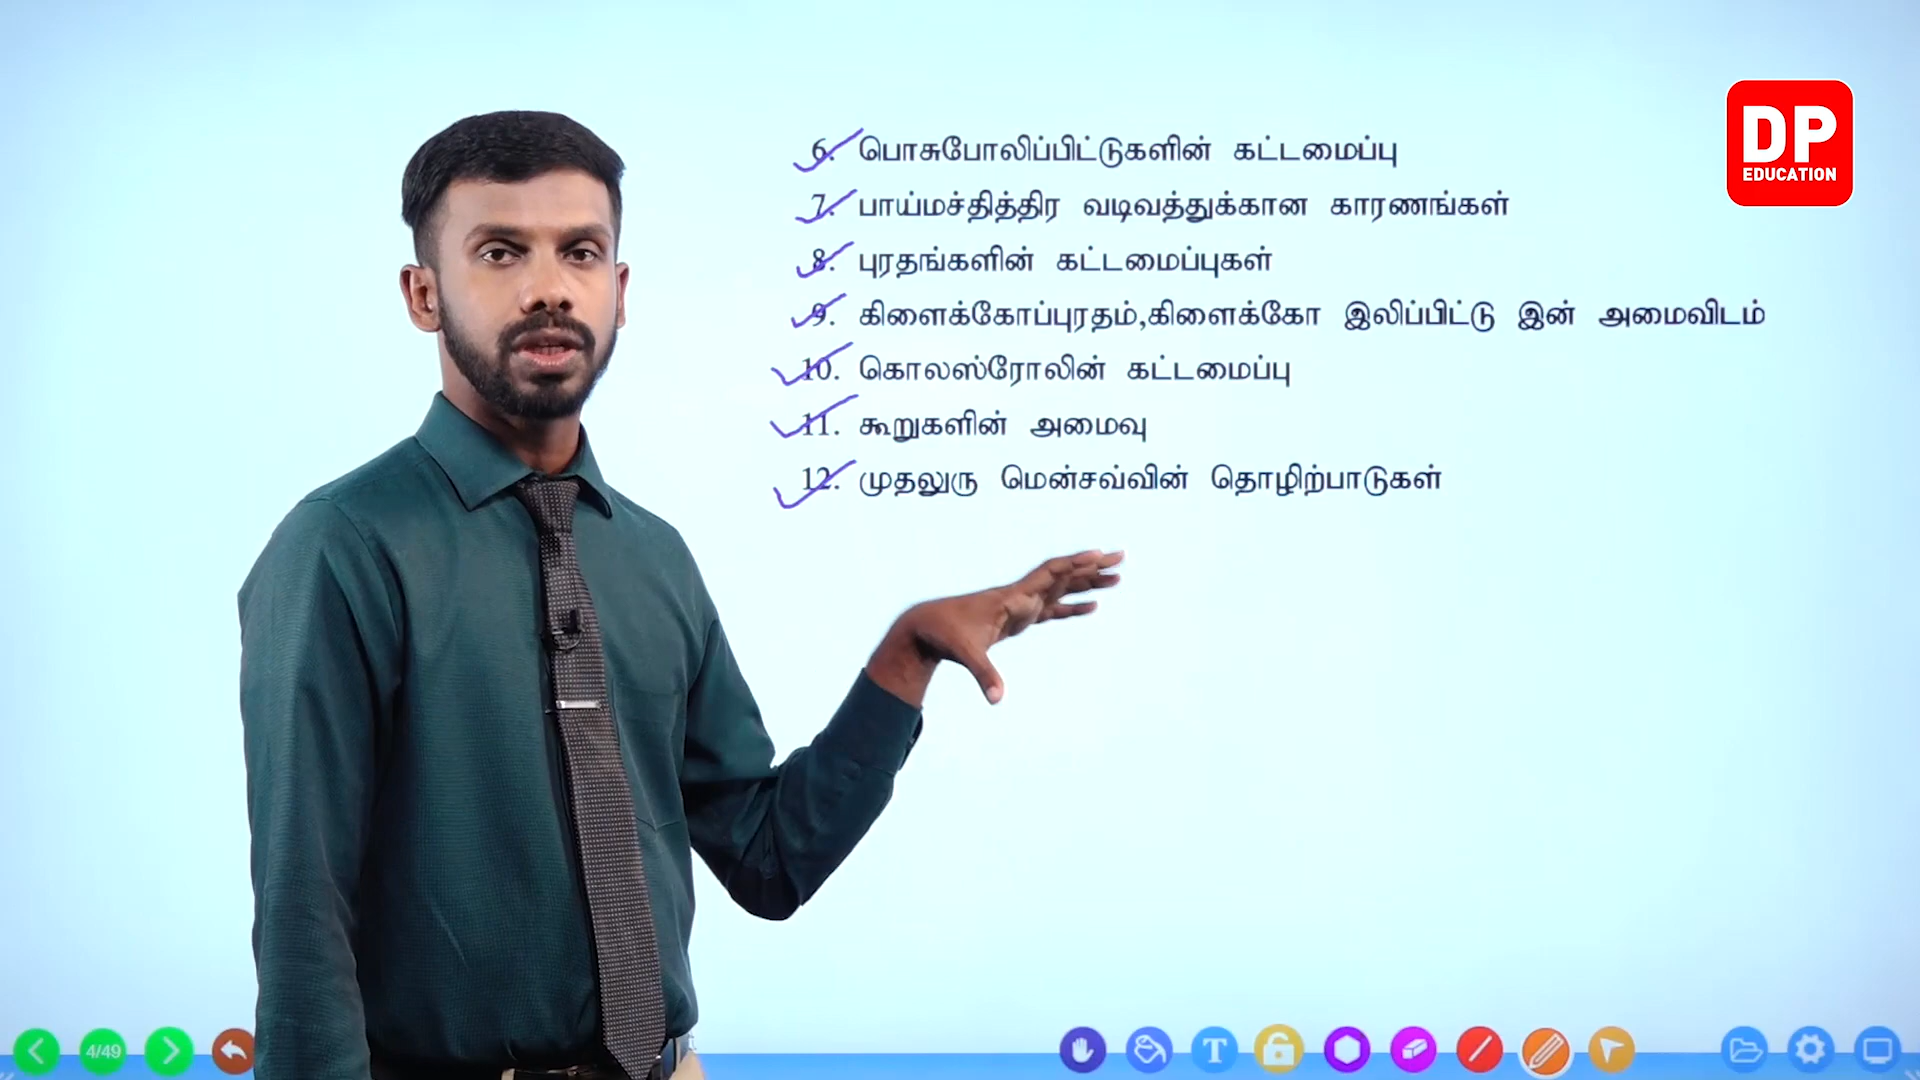 DP
EDUCATION
6. பொசுபோலிப்பிட்டுகளின் கட்டமைப்பு
7. பாய்மச்சித்திர வடிவத்துக்கான காரணங்கள்
8. புரதங்களின் கட்டமைப்புகள்
9. கிளைக்கோப்புரதம்,கிளைக்கோ இலிப்பிட்டு இன் அமைவிடம்
10. கொலஸ்ரோலின் கட்டமைப்பு
11. கூறுகளின் அமைவு
12. முதலுரு மென்சவ்வின் தொழிற்பாடுகள்
4/49
T